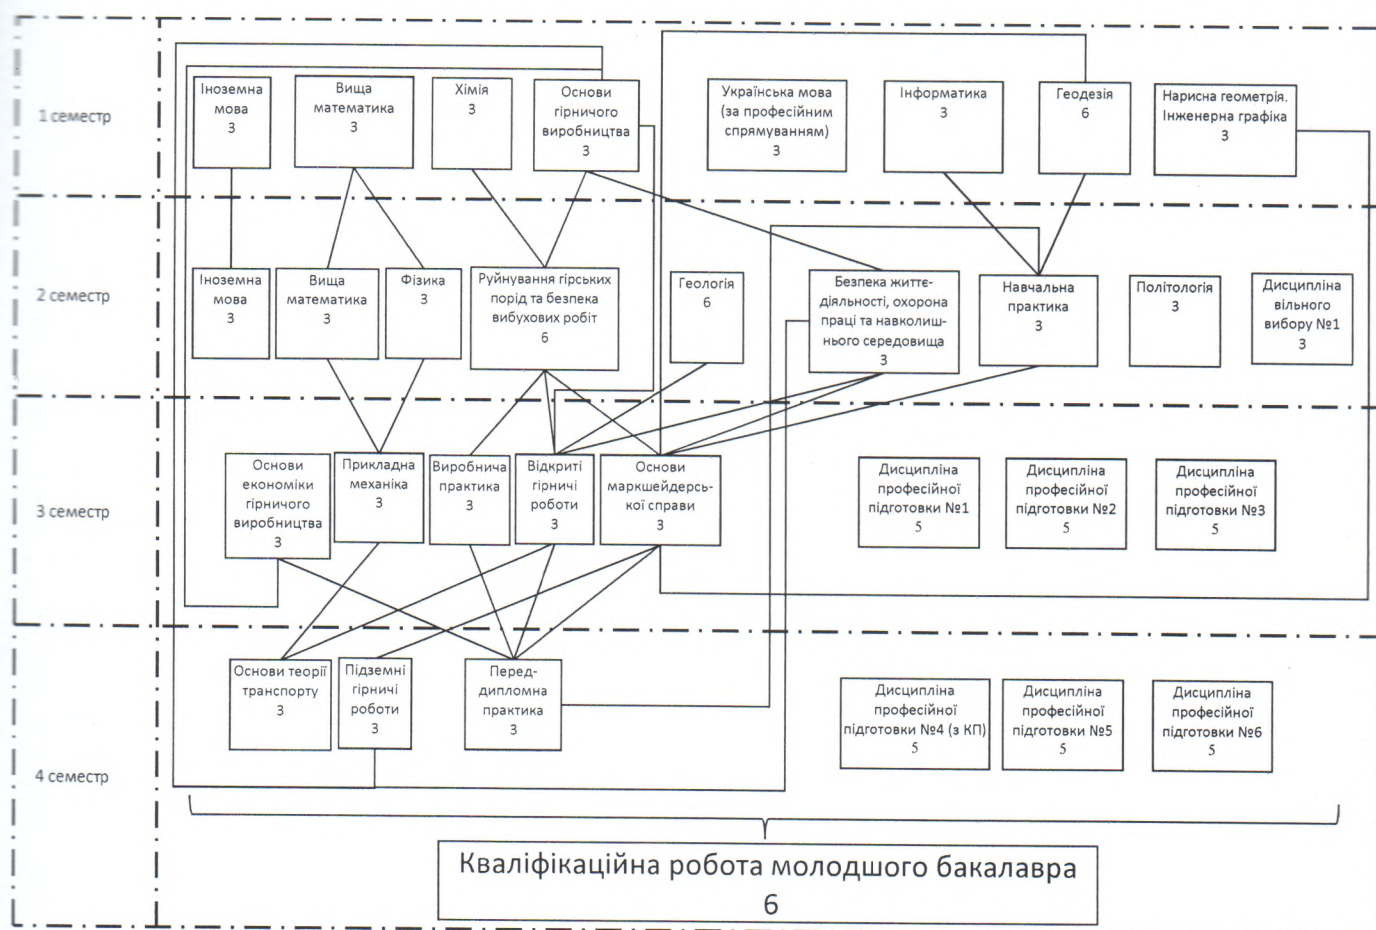 1 семестр
Іноземна
мова
3
Вища
математика
3
Хімія
3
Основи
гірничого
виробництва
3
Українська мова
(за професійним
спрямуванням)
3
Інформатика
3
Геодезія
6
Нарисна геометрія.
Інженерна графіка
3
2 семестр
Іноземна
мова
3
Вища
математика
3
Фізика
3
Руйнування гірських
порід та безпека
вибухових робіт
6
Геологія
6
Безпека життє-
діяльності, охорона
праці та навколиш-
нього середовища
3
Навчальна
практика
3
Політологія
3
Дисципліна
вільного
вибору №1
3
3 семестр
Основи
економіки
гірничого
виробництва
3
Прикладна
механіка
3
Виробнича
практика
3
Відкриті
гірничі
роботи
3
Основи
маркшейдерсь-
кої справи
3
Дисципліна
професійної
підготовки №1
5
Дисципліна
професійної
підготовки №2
5
Дисципліна
професійної
підготовки №3
5
4 семестр
Основи теорії
транспорту
3
Підземні
гірничі
роботи
3
Перед-
дипломна
практика
3
Дисципліна
професійної
підготовки №4 (з КП)
5
Дисципліна
професійної
підготовки №5
5
Дисципліна
професійної
підготовки №6
5
Кваліфікаційна робота молодшого бакалавра
6